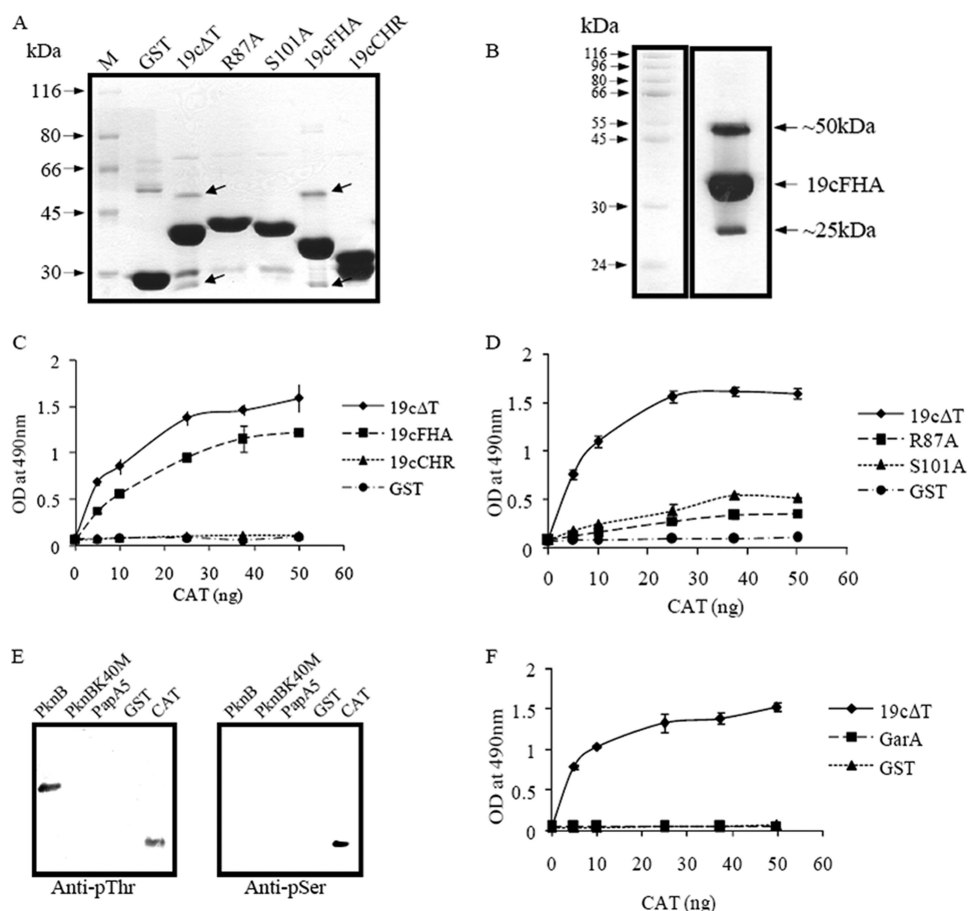 A
kDa
M
GST
19cΔT
R87A
S101A
19cFHA
19cCHR
116
80
66
45
30
B
kDa
116
96
80
66
55
45
30
24
~50kDa
19cFHA
~25kDa
C
OD at 490nm
2
1.5
1
0.5
0
0 10 20 30 40 50 60
CAT (ng)
19cΔT
19cFHA
19cCHR
GST
D
OD at 490nm
2
1.5
1
0.5
0
0 10 20 30 40 50 60
CAT (ng)
19cΔT
R87A
S101A
GST
E
PknB
PknBK40M
PapA5
GST
CAT
Anti-pThr
PknB
PknBK40M
PapA5
GST
CAT
Anti-pSer
F
OD at 490nm
2
1.5
1
0.5
0
0 10 20 30 40 50 60
CAT (ng)
19cΔT
GarA
GST